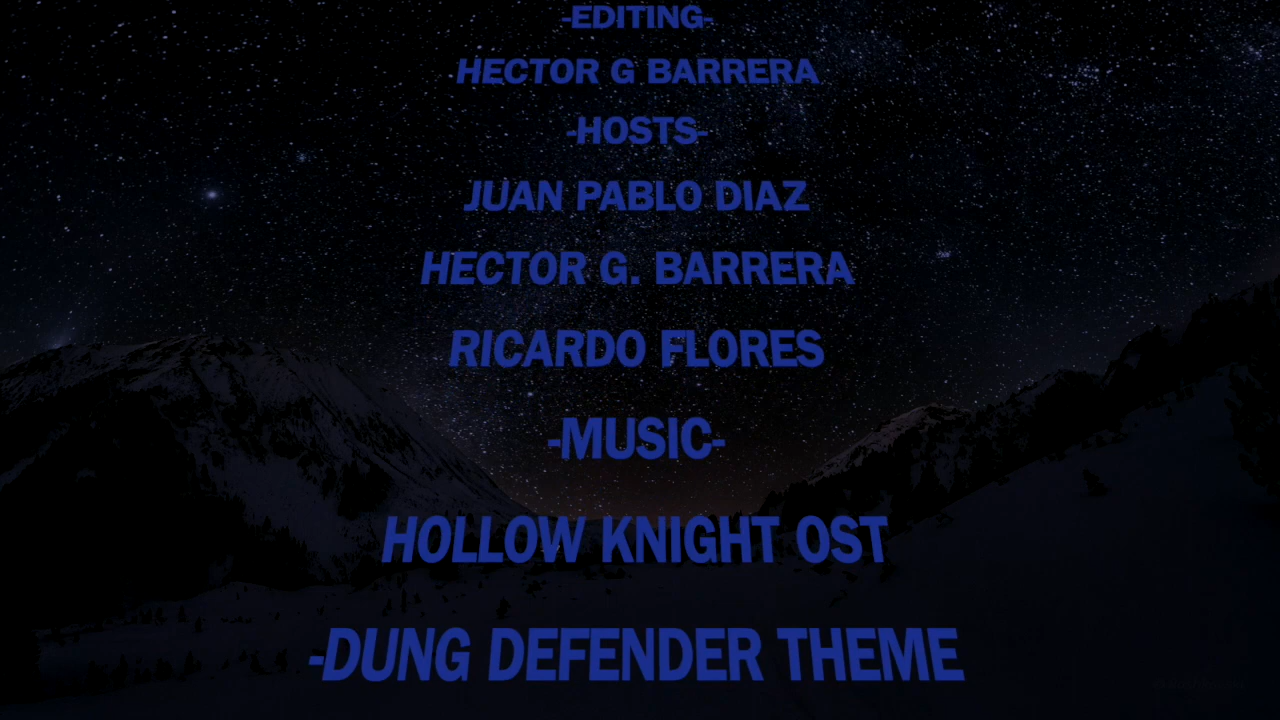 -EDITING-
HECTOR G BARRERA
-HOSTS-
JUAN PABLO DIAZ
HECTOR G. BARRERA
RICARDO FLORES
-MUSIC-
HOLLOW KNIGHT OST
-DUNG DEFENDER THEME